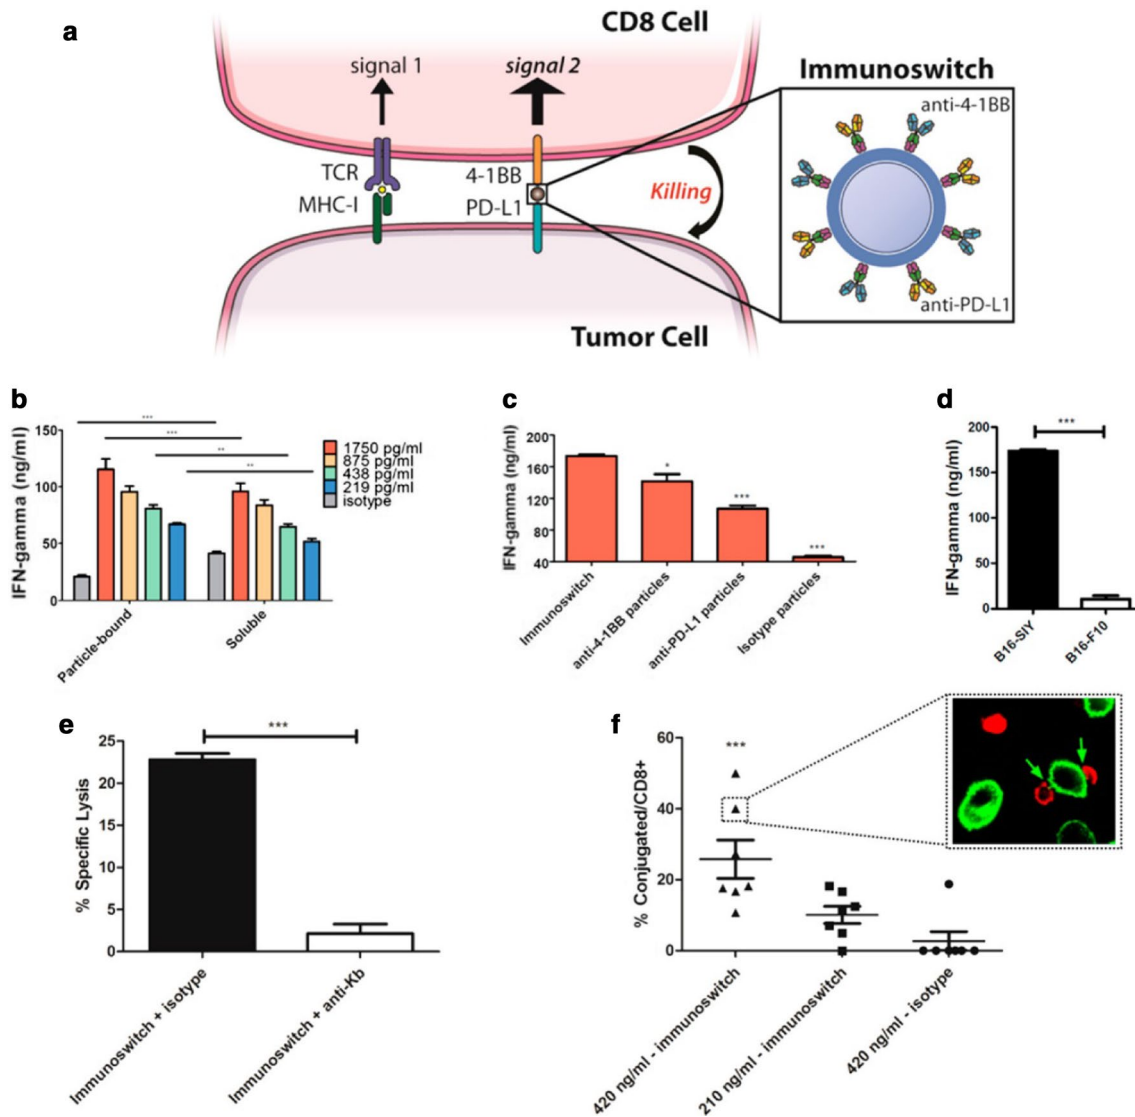 a
CD8 Cell
signal 1
signal 2
Immunoswitch
anti-4-1BB
TCR
4-1BB
MHC-I
PD-L1
Killing
anti-PD-L1
Tumor Cell
b
IFN-gamma (ng/ml)
150
100
50
0
***
***
**
**
1750 pg/ml
875 pg/ml
438 pg/ml
219 pg/ml
isotype
Particle-bound
Soluble
c
IFN-gamma (ng/ml)
200
160
120
80
40
*
***
***
Immunoswitch
anti-4-1BB particles
anti-PD-L1 particles
Isotype particles
d
IFN-gamma (ng/ml)
200
150
100
50
0
***
B16-SIY
B16-F10
e
% Specific Lysis
25
20
15
10
5
0
***
Immunoswitch + isotype
Immunoswitch + anti-Kb
f
% Conjugated/CD8+
60
40
20
0
***
420 ng/ml - immunoswitch
210 ng/ml - immunoswitch
420 ng/ml - isotype